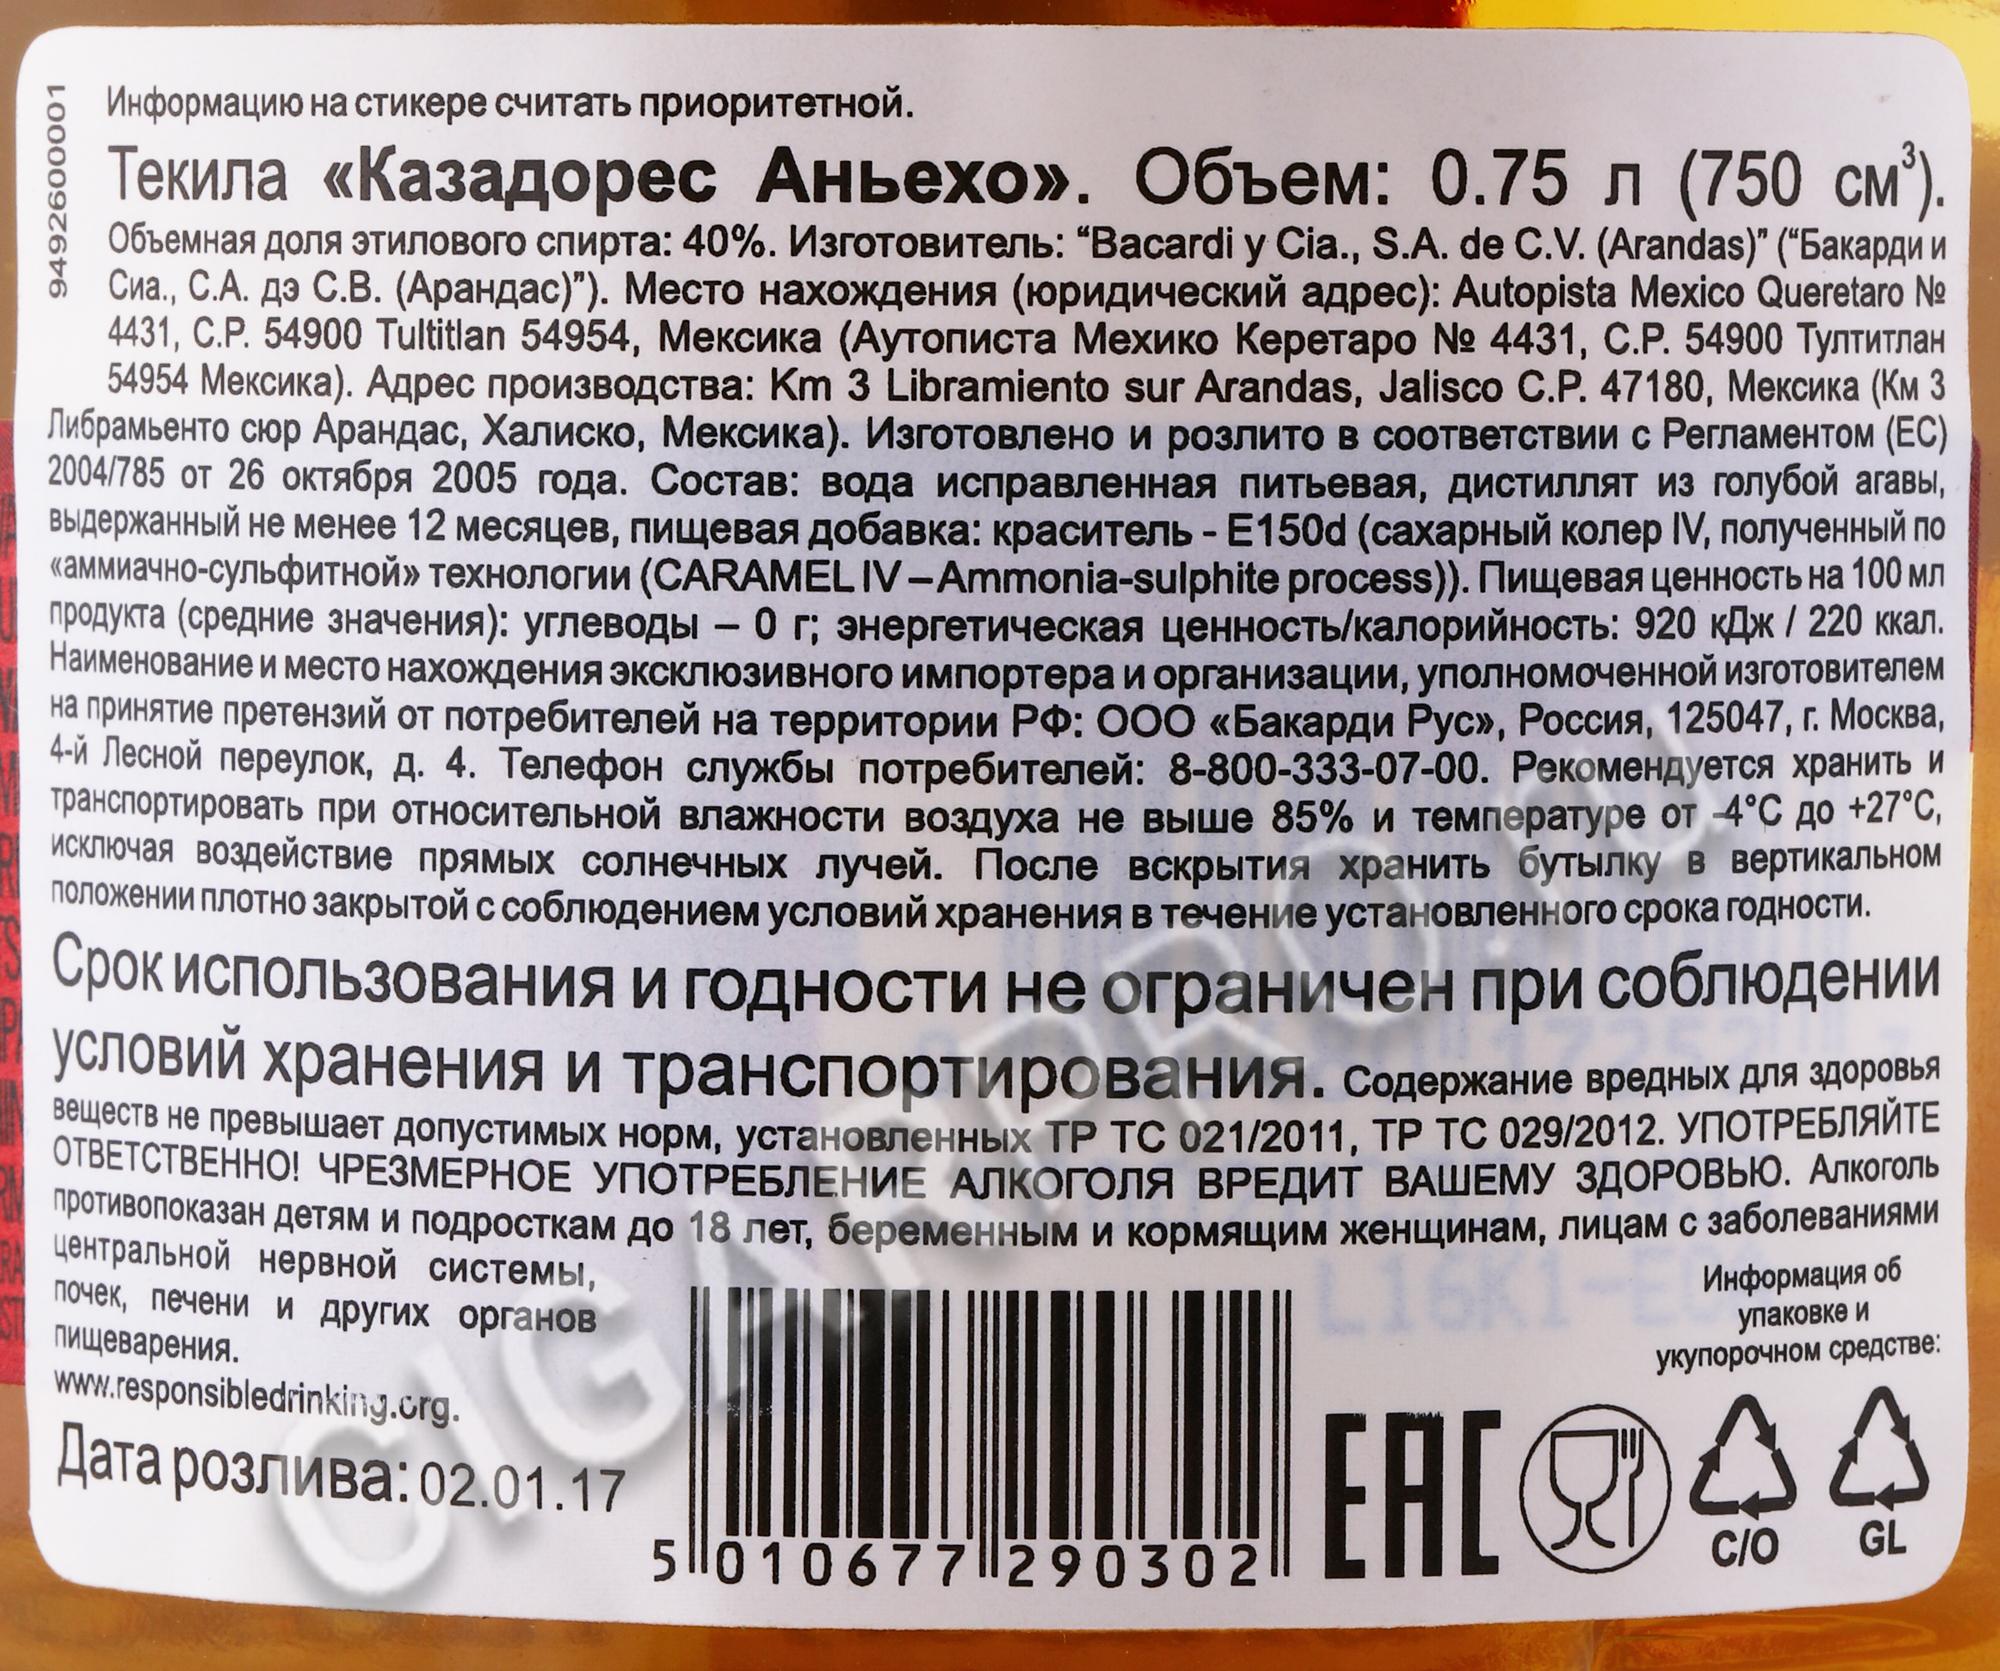 9492600001
Информацию на стикере считать приоритетной.
Текила «Казадорес Аньехо». Объем: 0.75 л (750 см³).
Объемная доля этилового спирта: 40%. Изготовитель: “Bacardi y Cia., S.A. de C.V. (Arandas)” (“Бакарди и
Сиа., С.А. дэ С.В. (Арандас)”). Место нахождения (юридический адрес): Autopista Mexico Queretaro №
4431, C.P. 54900 Tultitlan 54954, Мексика (Аутописта Мехико Керетаро № 4431, С.Р. 54900 Тултитлан
54954 Мексика). Адрес производства: Km 3 Libramiento sur Arandas, Jalisco C.P. 47180, Мексика (Км 3
Либрамьенто сюр Арандас, Халиско, Мексика). Изготовлено и розлито в соответствии с Регламентом (ЕС)
2004/785 от 26 октября 2005 года. Состав: вода исправленная питьевая, дистиллят из голубой агавы,
выдержанный не менее 12 месяцев, пищевая добавка: краситель - Е150d (сахарный колер IV, полученный по
«аммиачно-сульфитной» технологии (CARAMEL IV – Ammonia-sulphite process)). Пищевая ценность на 100 мл
продукта (средние значения): углеводы – 0 г; энергетическая ценность/калорийность: 920 кДж / 220 ккал.
Наименование и место нахождения эксклюзивного импортера и организации, уполномоченной изготовителем
на принятие претензий от потребителей на территории РФ: ООО «Бакарди Рус», Россия, 125047, г. Москва,
4-й Лесной переулок, д. 4. Телефон службы потребителей: 8-800-333-07-00. Рекомендуется хранить и
транспортировать при относительной влажности воздуха не выше 85% и температуре от -4°С до +27°С,
исключая воздействие прямых солнечных лучей. После вскрытия хранить бутылку в вертикальном
положении плотно закрытой с соблюдением условий хранения в течение установленного срока годности.
Срок использования и годности не ограничен при соблюдении
условий хранения и транспортирования. Содержание вредных для здоровья
веществ не превышает допустимых норм, установленных ТР ТС 021/2011, ТР ТС 029/2012. УПОТРЕБЛЯЙТЕ
ОТВЕТСТВЕННО! ЧРЕЗМЕРНОЕ УПОТРЕБЛЕНИЕ АЛКОГОЛЯ ВРЕДИТ ВАШЕМУ ЗДОРОВЬЮ. Алкоголь
противопоказан детям и подросткам до 18 лет, беременным и кормящим женщинам, лицам с заболеваниями
центральной нервной системы,
почек, печени и других органов
пищеварения.
www.responsibledrinking.org.
Дата розлива: 02.01.17
5 010677 290302
Информация об
упаковке и
укупорочном средстве:
EAC
C/O
GL
CIGARPRO.ru